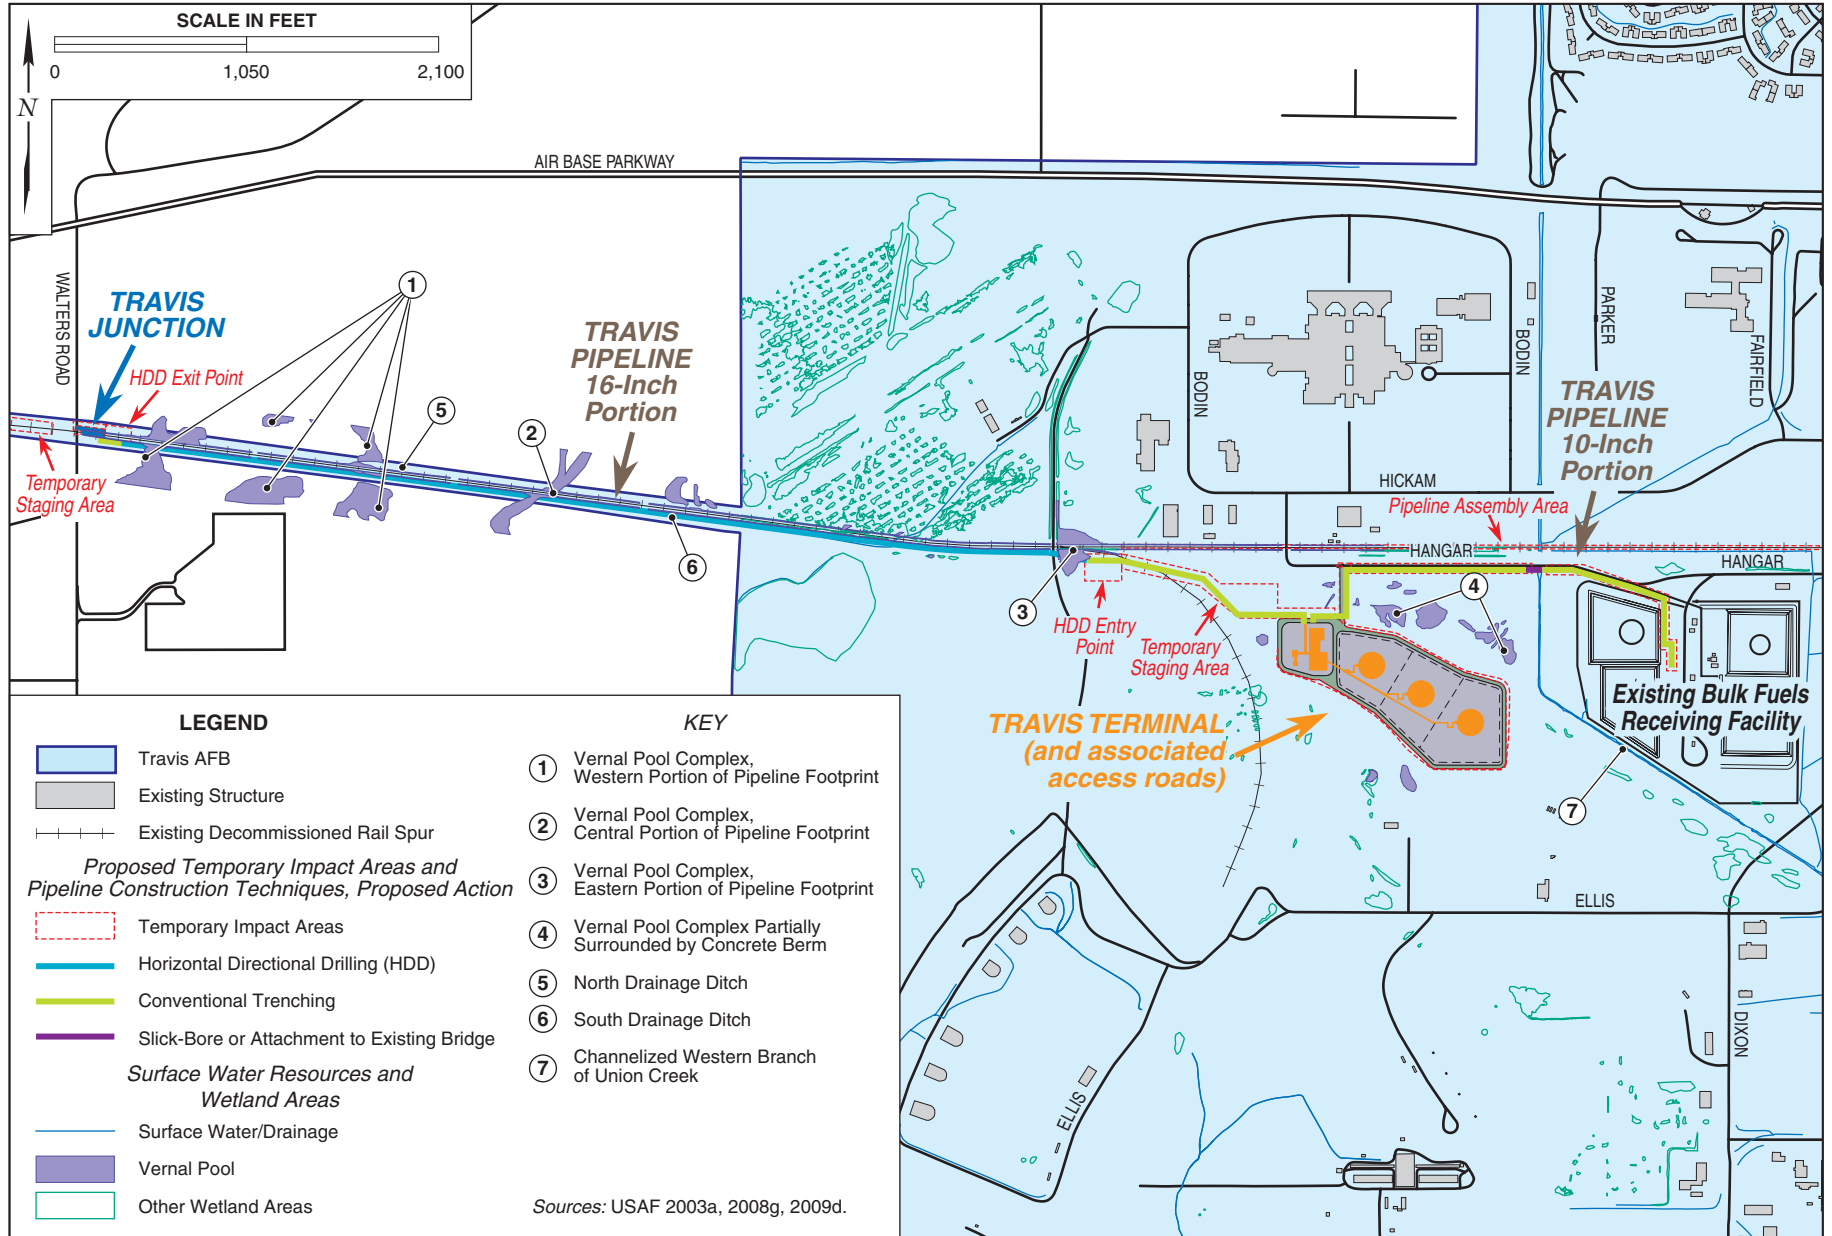 SCALE IN FEET
0 1,050 2,100
N
AIR BASE PARKWAY
WALTERS ROAD
TRAVIS
JUNCTION
HDD Exit Point
Temporary
Staging Area
1
5
2
6
TRAVIS
PIPELINE
16-Inch
Portion
BODIN
BODIN
PARKER
FAIRFIELD
TRAVIS
PIPELINE
10-Inch
Portion
HICKAM
Pipeline Assembly Area
HANGAR
HANGAR
3
4
HDD Entry
Point
Temporary
Staging Area
Existing Bulk Fuels
Receiving Facility
TRAVIS TERMINAL
(and associated
access roads)
7
ELLIS
ELLIS
DIXON
LEGEND
Travis AFB
Existing Structure
Existing Decommissioned Rail Spur
Proposed Temporary Impact Areas and
Pipeline Construction Techniques, Proposed Action
Temporary Impact Areas
Horizontal Directional Drilling (HDD)
Conventional Trenching
Slick-Bore or Attachment to Existing Bridge
Surface Water Resources and
Wetland Areas
Surface Water/Drainage
Vernal Pool
Other Wetland Areas
KEY
1 Vernal Pool Complex,
Western Portion of Pipeline Footprint
2 Vernal Pool Complex,
Central Portion of Pipeline Footprint
3 Vernal Pool Complex,
Eastern Portion of Pipeline Footprint
4 Vernal Pool Complex Partially
Surrounded by Concrete Berm
5 North Drainage Ditch
6 South Drainage Ditch
7 Channelized Western Branch
of Union Creek
Sources: USAF 2003a, 2008g, 2009d.